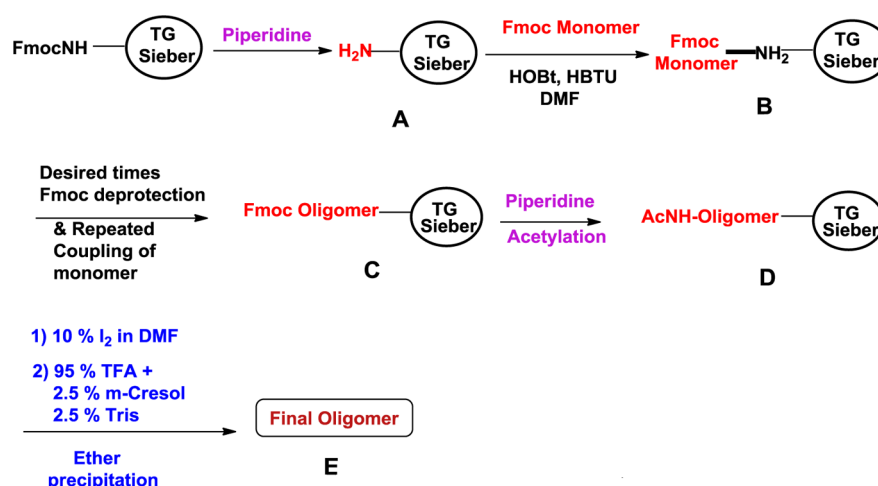 FmocNH
TG
Sieber
Piperidine
H₂N
TG
Sieber
A
Fmoc Monomer
HOBt, HBTU
DMF
Fmoc
Monomer
NH₂
TG
Sieber
B
Desired times
Fmoc deprotection
& Repeated
Coupling of
monomer
Fmoc Oligomer
TG
Sieber
C
Piperidine
Acetylation
AcNH-Oligomer
TG
Sieber
D
1) 10 % I₂ in DMF
2) 95 % TFA +
2.5 % m-Cresol
2.5 % Tris
Ether
precipitation
Final Oligomer
E